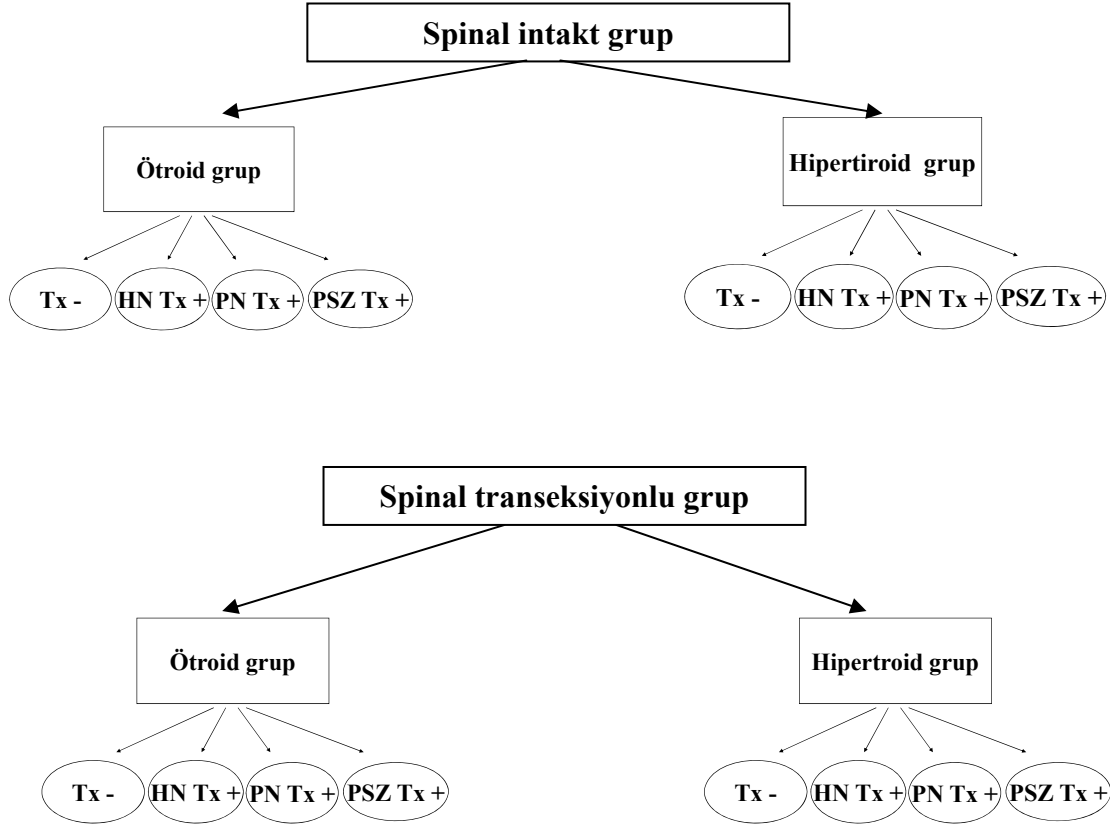 Spinal intakt grup
Ötroid grup
Hipertiroid grup
Tx -
HN Tx +
PN Tx +
PSZ Tx +
Tx -
HN Tx +
PN Tx +
PSZ Tx +
Spinal transeksiyonlu grup
Ötroid grup
Hipertroid grup
Tx -
HN Tx +
PN Tx +
PSZ Tx +
Tx -
HN Tx +
PN Tx +
PSZ Tx +